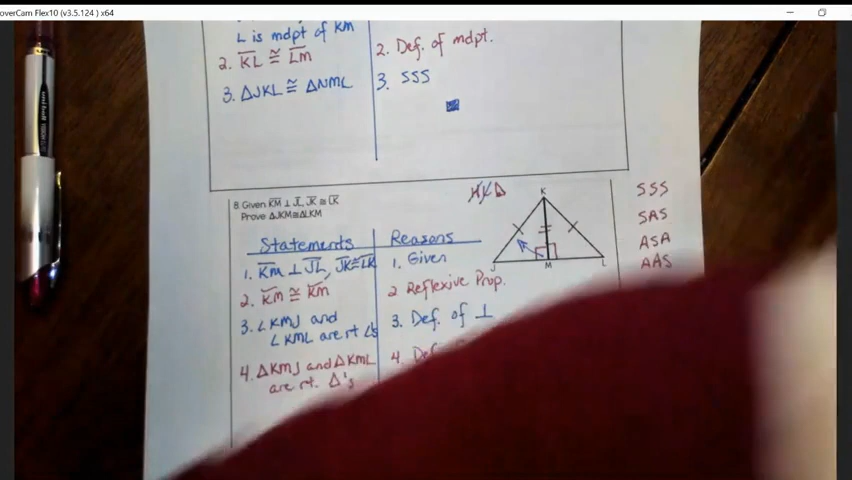 overCam Flex10 (v3.5.124 ) x64
L is mdpt of KM
2. KL ≅ LM
2. Def. of mdpt.
3. ΔJKL ≅ ΔNML
3. SSS
8. Given KM ⊥ JL, JK ≅ LK
Prove ΔJKM≅ΔLKM
K
J
M
L
SSS
SAS
ASA
AAS
Statements
Reasons
1. KM ⊥ JL, JK≅LK
1. Given
2. KM ≅ KM
2 Reflexive Prop.
3. ∠KMJ and
∠KML are rt ∠'s
3. Def. of ⊥
4. ΔKMJ and ΔKML
are rt. Δ's
4. Def.